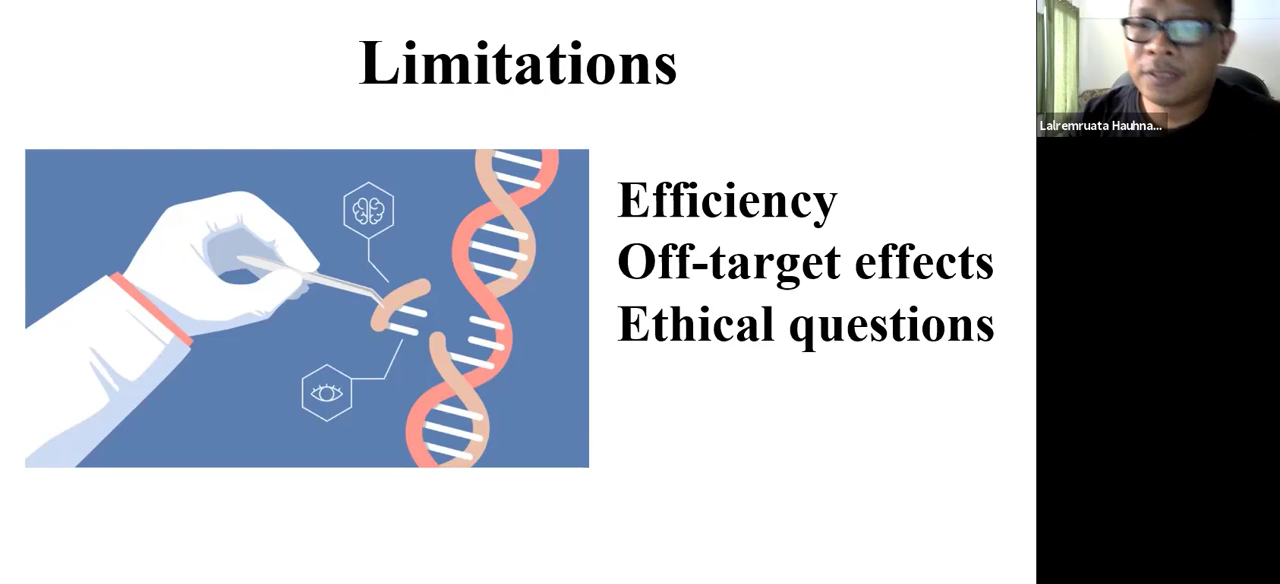 Limitations
Efficiency
Off-target effects
Ethical questions
Lalremruata Hauhna...